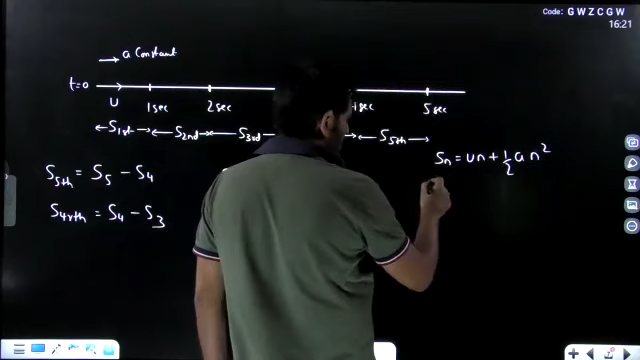 Code: G W Z C G W
16:21
a Constant
t=0
U
1sec
2sec
sec
5sec
S1st
S2nd
S3rd
S5th
Sn = Un + 1/2 a n²
S5th = S5 - S4
S4rth = S4 - S3